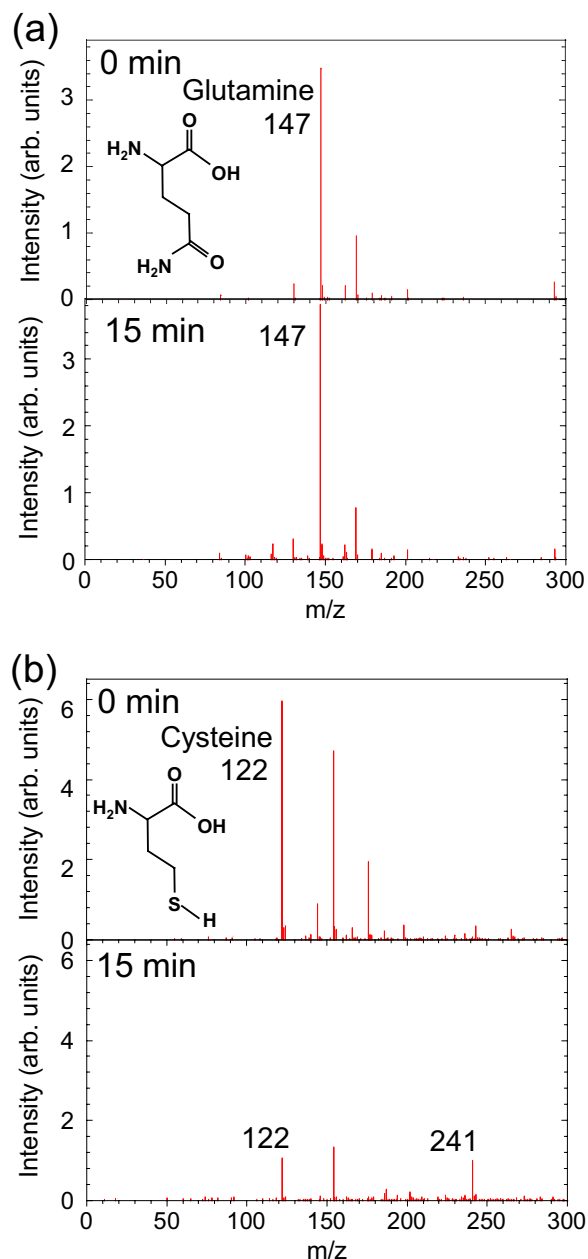 (a)
0 min
Glutamine
147
O
H₂N
OH
O
H₂N
Intensity (arb. units)
3
2
1
0
15 min
147
Intensity (arb. units)
3
2
1
0
0 50 100 150 200 250 300
m/z
(b)
0 min
Cysteine
122
O
H₂N
OH
S H
Intensity (arb. units)
6
4
2
0
15 min
122
241
Intensity (arb. units)
6
4
2
0
0 50 100 150 200 250 300
m/z